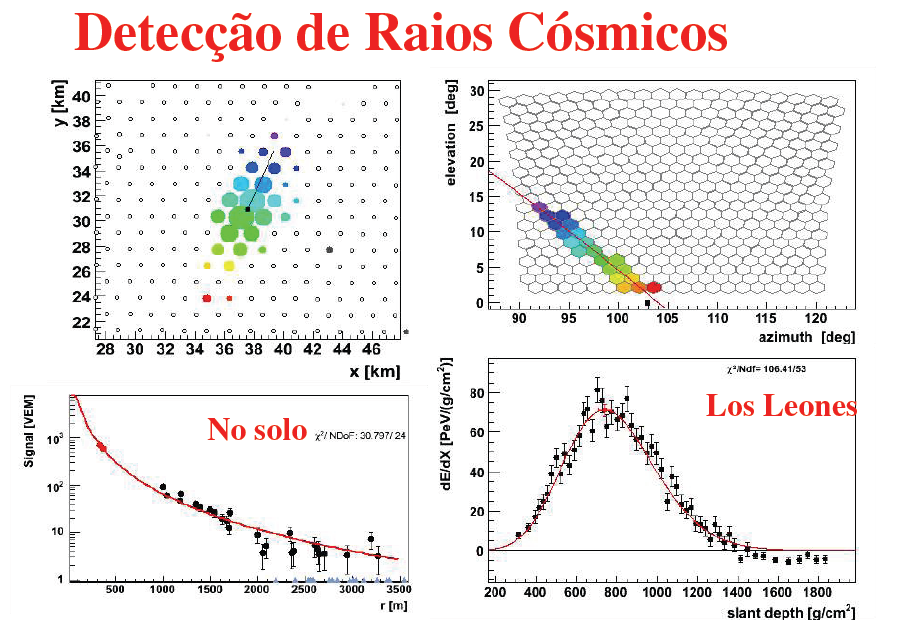 Detecção de Raios Cósmicos
y [km]
40
38
36
34
32
30
28
26
24
22
28 30 32 34 36 38 40 42 44 46
x [km]
elevation [deg]
30
25
20
15
10
5
0
90 95 100 105 110 115 120
azimuth [deg]
Signal [VEM]
No solo
χ²/ NDoF: 30.797/ 24
10³
10²
10
1
500 1000 1500 2000 2500 3000 3500
r [m]
dE/dX [PeV/(g/cm²)]
χ²/Ndf= 106.41/53
Los Leones
80
60
40
20
0
200 400 600 800 1000 1200 1400 1600 1800
slant depth [g/cm²]